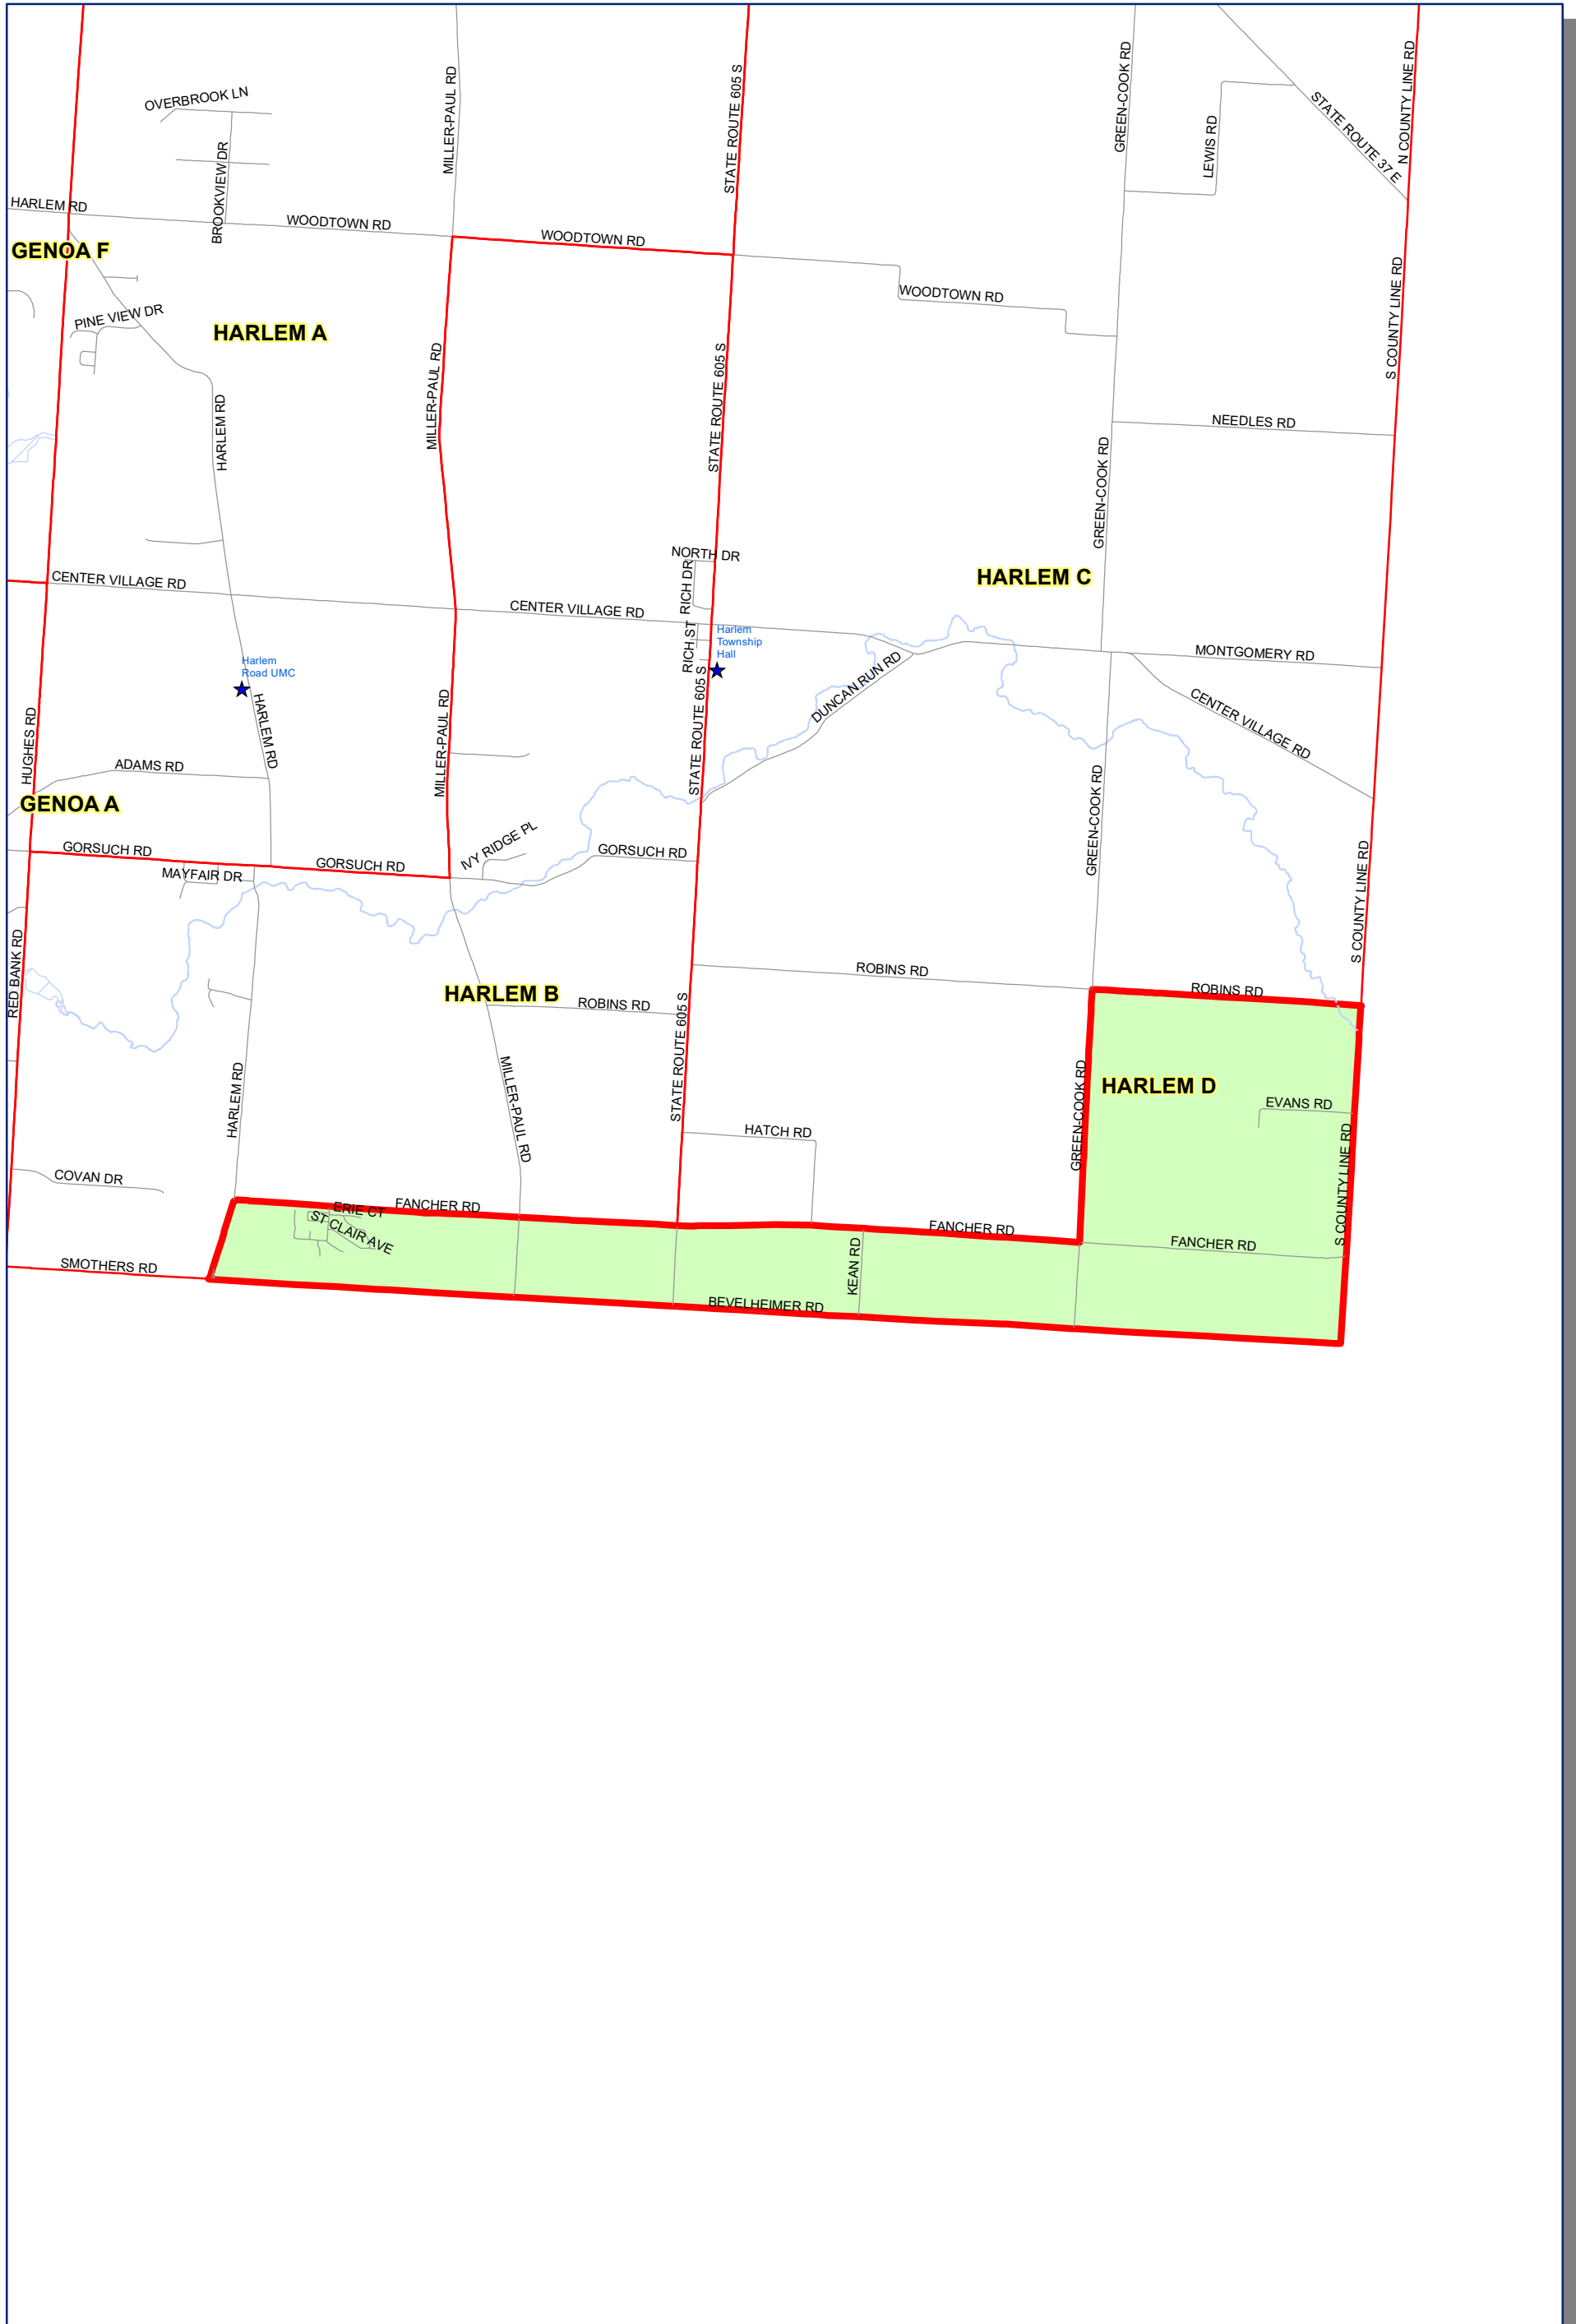 OVERBROOK LN
MILLER-PAUL RD
STATE ROUTE 605 S
GREEN-COOK RD
LEWIS RD
STATE ROUTE 37 E
N COUNTY LINE RD
BROOKVIEW DR
HARLEM RD
WOODTOWN RD
WOODTOWN RD
GENOA F
WOODTOWN RD
S COUNTY LINE RD
PINE VIEW DR
HARLEM A
MILLER-PAUL RD
STATE ROUTE 605 S
HARLEM RD
NEEDLES RD
GREEN-COOK RD
NORTH DR
HARLEM C
CENTER VILLAGE RD
RICH DR
CENTER VILLAGE RD
Harlem
Township
Hall
RICH ST
MONTGOMERY RD
Harlem
Road UMC
DUNCAN RUN RD
CENTER VILLAGE RD
HARLEM RD
MILLER-PAUL RD
STATE ROUTE 605 S
HUGHES RD
ADAMS RD
GENOA A
GREEN-COOK RD
GORSUCH RD
GORSUCH RD
IVY RIDGE PL
GORSUCH RD
MAYFAIR DR
S COUNTY LINE RD
RED BANK RD
ROBINS RD
ROBINS RD
HARLEM B
ROBINS RD
STATE ROUTE 605 S
HARLEM D
HARLEM RD
MILLER-PAUL RD
GREEN-COOK RD
EVANS RD
HATCH RD
S COUNTY LINE RD
COVAN DR
FANCHER RD
ERIE CT
ST CLAIR AVE
FANCHER RD
FANCHER RD
KEAN RD
SMOTHERS RD
BEVELHEIMER RD